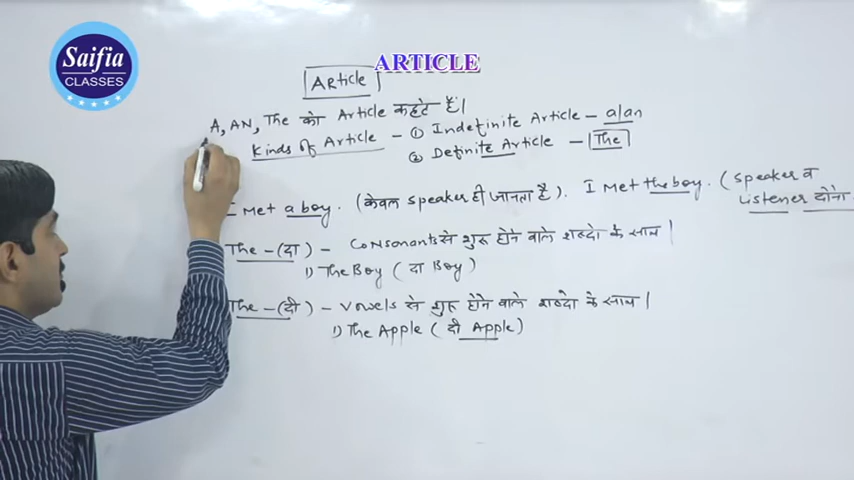 Saifia
CLASSES
ARTICLE
Article
A, AN, The को Article कहते हैं।
Kinds of Article - ① Indefinite Article - a/an
② Definite Article - The
I Met a boy. (केवल speaker ही जानता है). I Met the boy. (speaker व
Listener दोनो
The - (दा) - Consonants से शुरू होने वाले शब्दो के साथ।
1) The Boy ( दा Boy)
The - (दी) - Vowels से शुरू होने वाले शब्दो के साथ।
1) The Apple ( दी Apple)